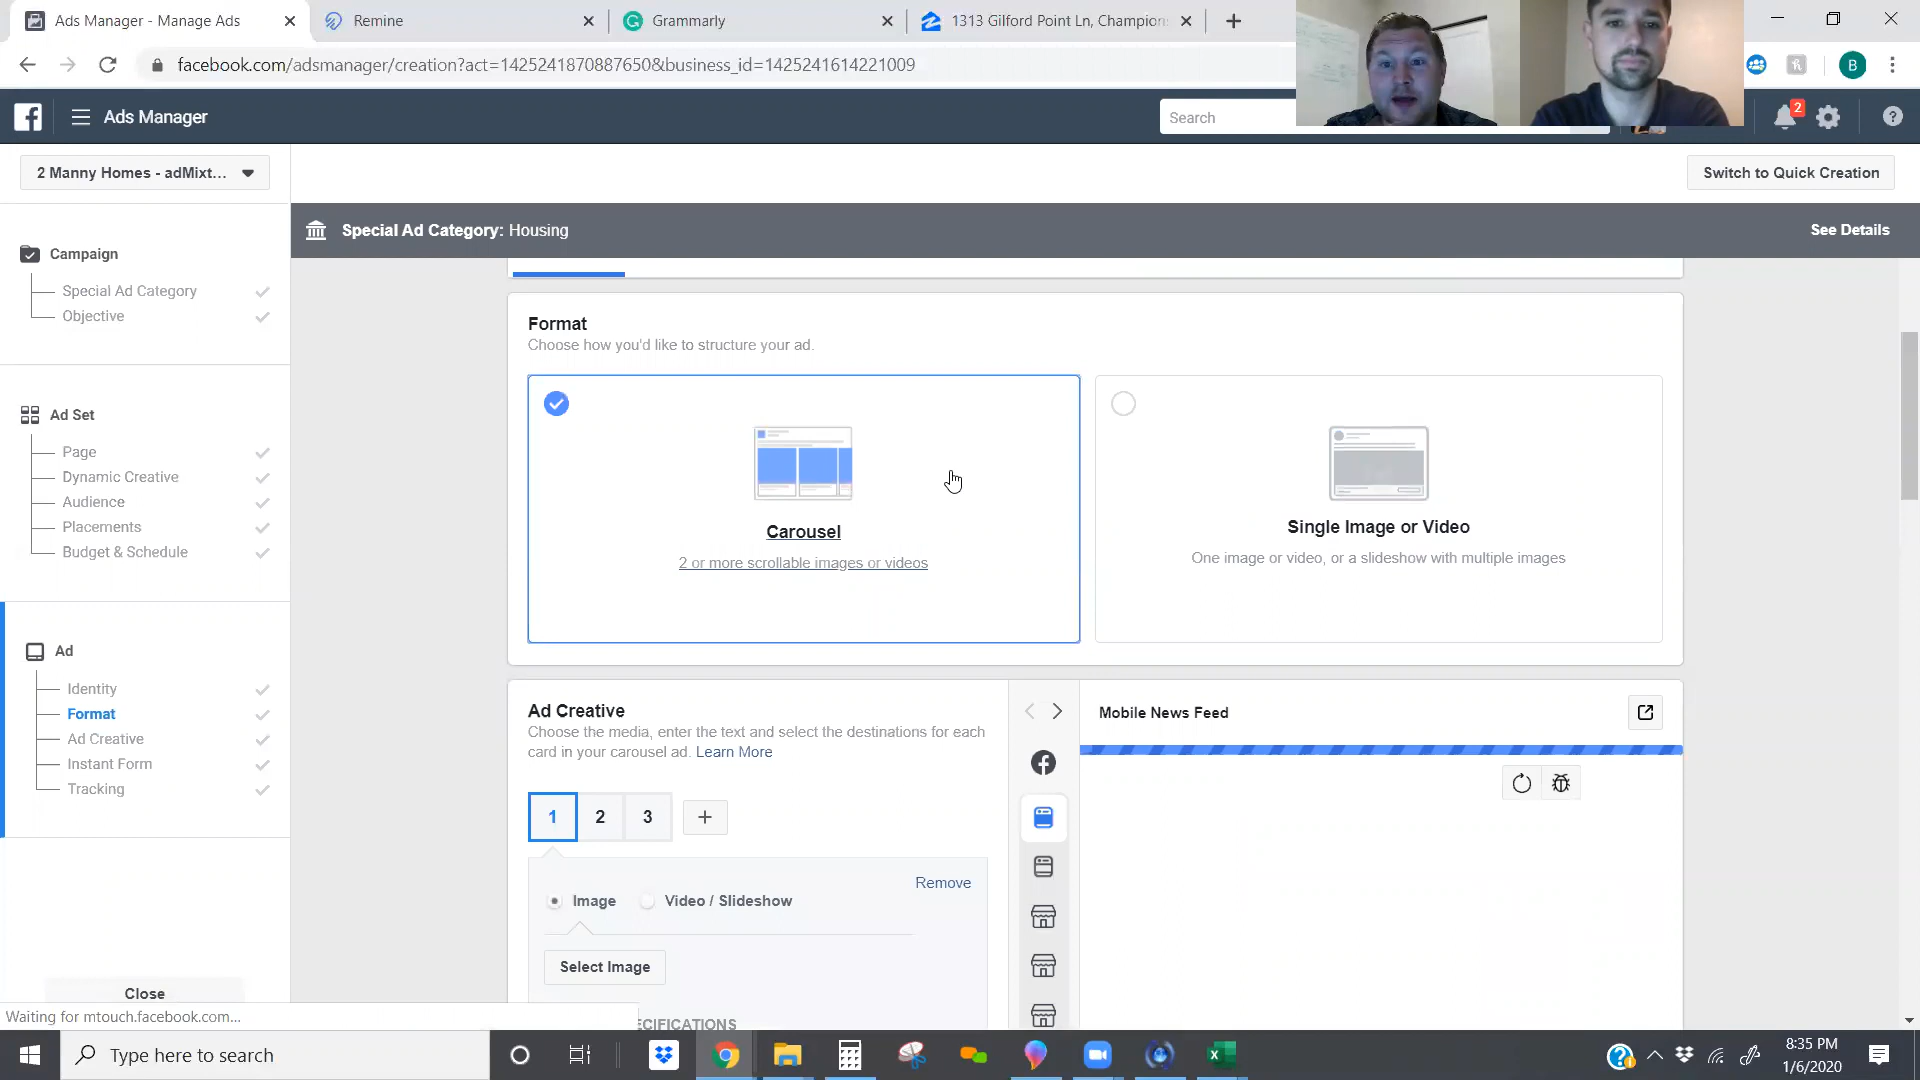 Ads Manager - Manage Ads
Remine
Grammarly
1313 Gilford Point Ln, Champion
facebook.com/adsmanager/creation?act=1425241870887650&business_id=1425241614221009
B
Ads Manager
Search
2
2 Manny Homes - adMixt...
Switch to Quick Creation
Special Ad Category: Housing
See Details
Campaign
Special Ad Category
Objective
Ad Set
Page
Dynamic Creative
Audience
Placements
Budget & Schedule
Ad
Identity
Format
Ad Creative
Instant Form
Tracking
Close
Waiting for mtouch.facebook.com...
Format
Choose how you'd like to structure your ad.
Carousel
2 or more scrollable images or videos
Single Image or Video
One image or video, or a slideshow with multiple images
Ad Creative
Choose the media, enter the text and select the destinations for each
card in your carousel ad. Learn More
1 2 3 +
Remove
Image Video / Slideshow
Select Image
ECIFICATIONS
Mobile News Feed
Type here to search
8:35 PM
1/6/2020